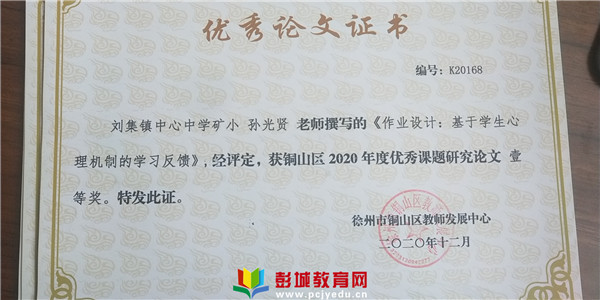 优秀论文证书
编号：K20168
刘集镇中心中学矿小 孙光贤 老师撰写的《作业设计：基于学生心
理机制的学习反馈》，经评定，获铜山区2020年度优秀课题研究论文 壹
等奖。特发此证。
徐州市铜山区教师发展中心
二〇二〇年十二月
彭城教育网
www.pcjyedu.cn